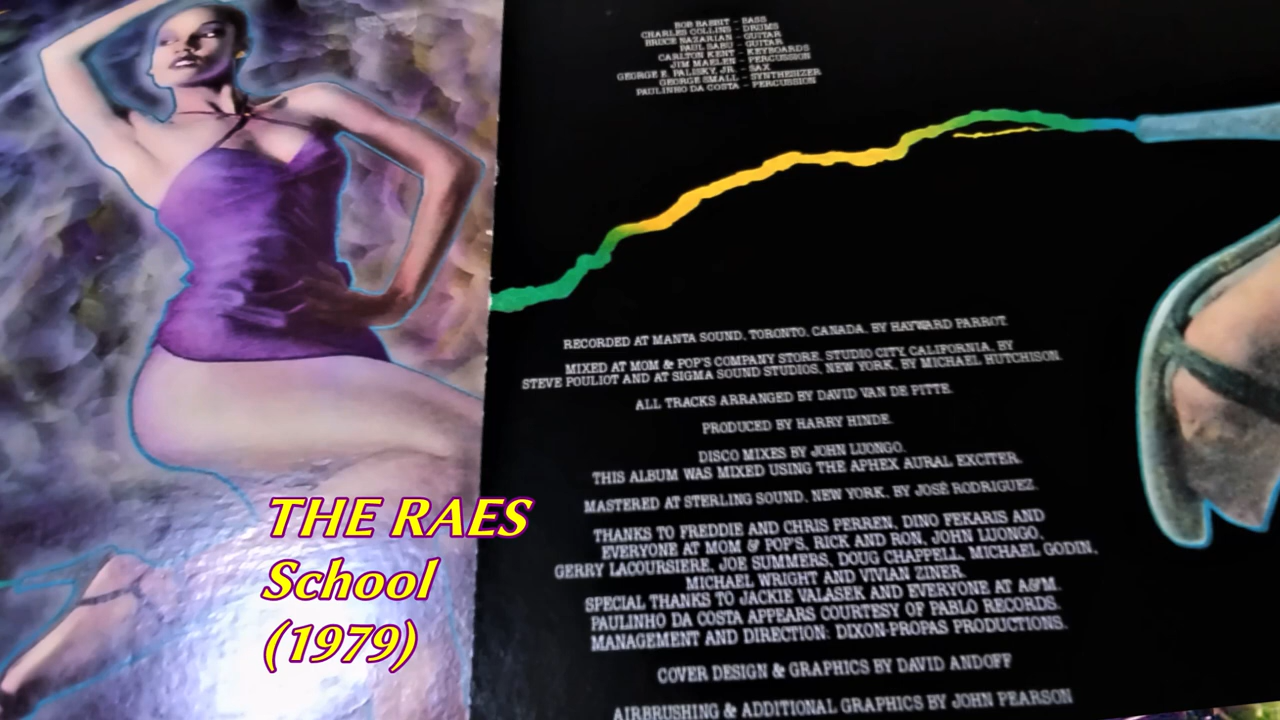 BOB BABBIT – BASS
CHARLES COLLINS – DRUMS
BRUCE NAZARIAN – GUITAR
PAUL SABU – GUITAR
CARLTON KENT – KEYBOARDS
JIM MAELEN – PERCUSSION
GEORGE E. PALISKY, JR. – SAX
GEORGE SMALL – SYNTHESIZER
PAULINHO DA COSTA – PERCUSSION
RECORDED AT MANTA SOUND, TORONTO, CANADA, BY HAYWARD PARROT.
MIXED AT MOM & POP'S COMPANY STORE, STUDIO CITY, CALIFORNIA, BY
STEVE POULIOT AND AT SIGMA SOUND STUDIOS, NEW YORK, BY MICHAEL HUTCHISON.
ALL TRACKS ARRANGED BY DAVID VAN DE PITTE.
PRODUCED BY HARRY HINDE.
DISCO MIXES BY JOHN LUONGO.
THIS ALBUM WAS MIXED USING THE APHEX AURAL EXCITER.
MASTERED AT STERLING SOUND, NEW YORK, BY JOSÉ RODRIGUEZ.
THANKS TO FREDDIE AND CHRIS PERREN, DINO FEKARIS AND
EVERYONE AT MOM & POP'S, RICK AND RON, JOHN LUONGO,
GERRY LACOURSIERE, JOE SUMMERS, DOUG CHAPPELL, MICHAEL GODIN,
MICHAEL WRIGHT AND VIVIAN ZINER.
SPECIAL THANKS TO JACKIE VALASEK AND EVERYONE AT A&M.
PAULINHO DA COSTA APPEARS COURTESY OF PABLO RECORDS.
MANAGEMENT AND DIRECTION: DIXON-PROPAS PRODUCTIONS.
COVER DESIGN & GRAPHICS BY DAVID ANDOFF
AIRBRUSHING & ADDITIONAL GRAPHICS BY JOHN PEARSON
THE RAES
School
(1979)